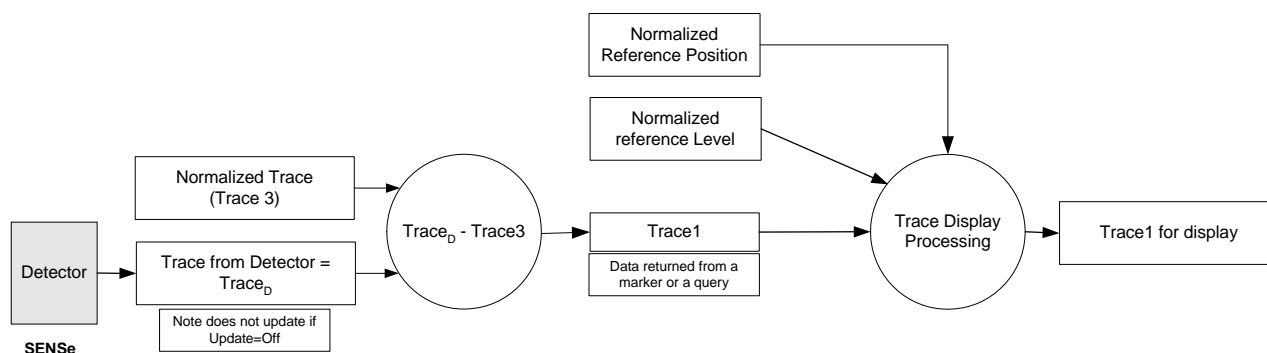 Normalized
Reference Position
Normalized
reference Level
Normalized Trace
(Trace 3)
Detector
Trace from Detector =
TraceD
Note does not update if
Update=Off
SENSe
TraceD - Trace3
Trace1
Data returned from a
marker or a query
Trace Display
Processing
Trace1 for display